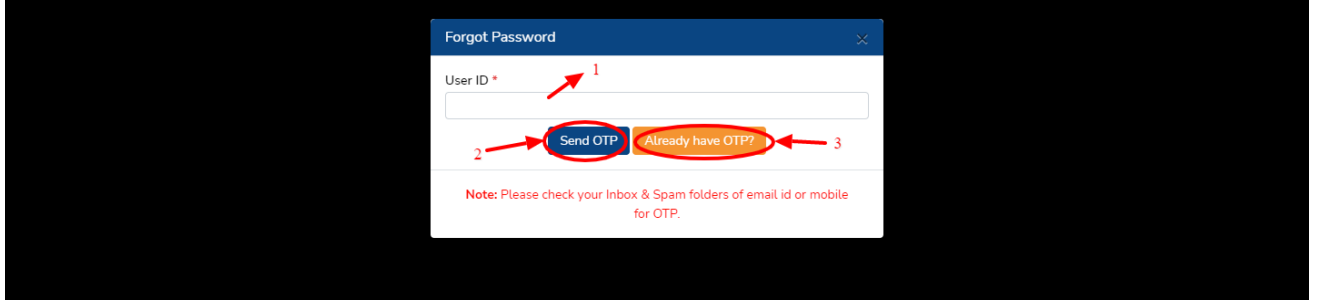 Forgot Password ×
1
User ID *
2 Send OTP Already have OTP? 3
Note: Please check your Inbox & Spam folders of email id or mobile
for OTP.